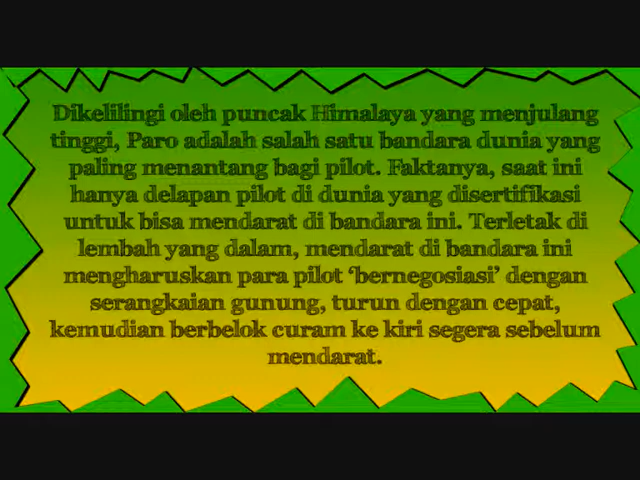 Dikelilingi oleh puncak Himalaya yang menjulang
tinggi, Paro adalah salah satu bandara dunia yang
paling menantang bagi pilot. Faktanya, saat ini
hanya delapan pilot di dunia yang disertifikasi
untuk bisa mendarat di bandara ini. Terletak di
lembah yang dalam, mendarat di bandara ini
mengharuskan para pilot ‘bernegosiasi’ dengan
serangkaian gunung, turun dengan cepat,
kemudian berbelok curam ke kiri segera sebelum
mendarat.